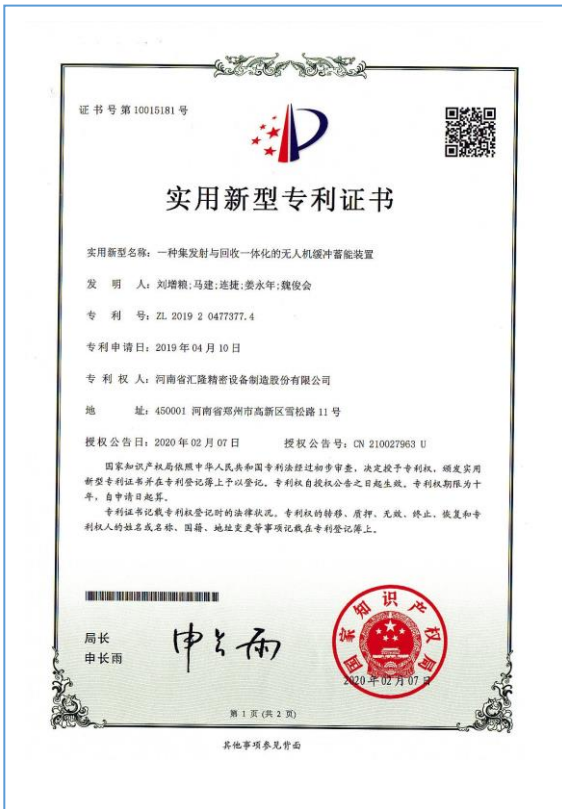 证书号第10015181号
实用新型专利证书
实用新型名称：一种集发射与回收一体化的无人机缓冲蓄能装置
发明人：刘增粮;马建;连捷;姜永年;魏俊会
专利号：ZL 2019 2 0477377.4
专利申请日：2019年04月10日
专利权人：河南省汇隆精密设备制造股份有限公司
地址：450001 河南省郑州市高新区雪松路11号
授权公告日：2020年02月07日 授权公告号：CN 210027963 U
国家知识产权局依照中华人民共和国专利法经过初步审查，决定授予专利权，颁发实用
新型专利证书并在专利登记簿上予以登记。专利权自授权公告之日起生效。专利权期限为十
年，自申请日起算。
专利证书记载专利权登记时的法律状况。专利权的转移、质押、无效、终止、恢复和专
利权人的姓名或名称、国籍、地址变更等事项记载在专利登记簿上。
局长
申长雨
申长雨
国家知识产权局
2020年02月07日
第1页(共2页)
其他事项参见背面